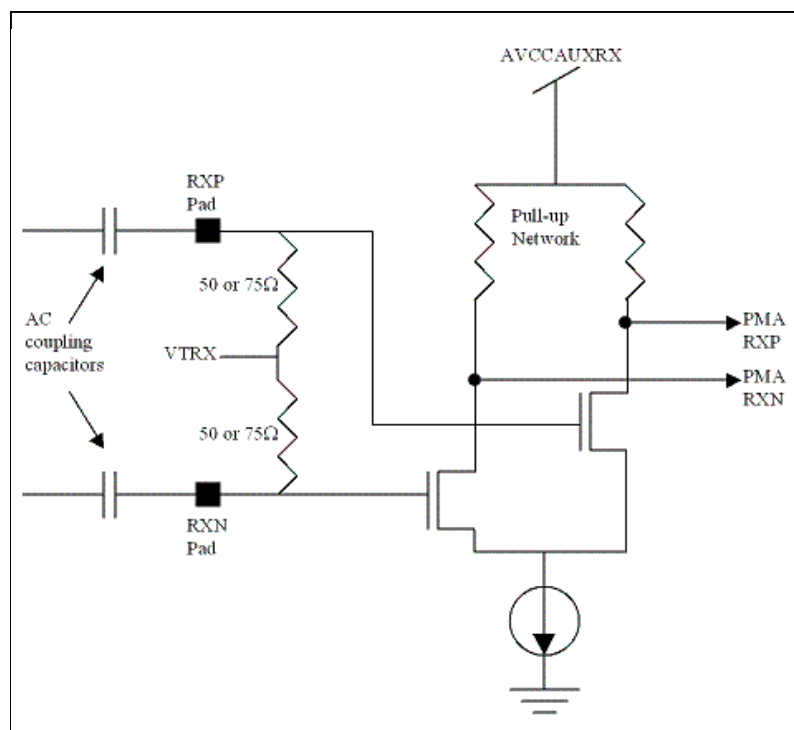 AVCCAUXRX
RXP
Pad
Pull-up
Network
50 or 75Ω
AC
coupling
capacitors
VTRX
PMA
RXP
PMA
RXN
50 or 75Ω
RXN
Pad